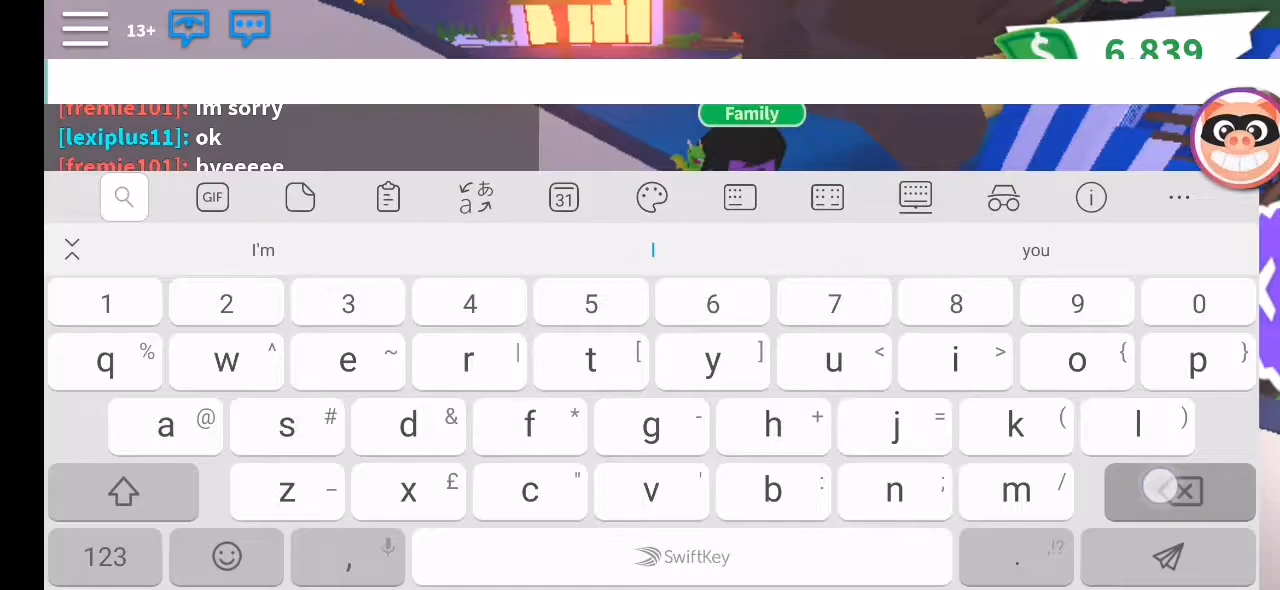 13+
6,839
[fremie101]: im sorry
Family
[lexiplus11]: ok
[fremie101]: byeeeee
GIF
31
I'm I you
1 2 3 4 5 6 7 8 9 0
q % w ^ e ~ r | t [ y ] u < i > o { p }
a @ s # d & f * g - h + j = k ( l )
z _ x £ c " v ' b : n ; m /
123 , SwiftKey . ,!?